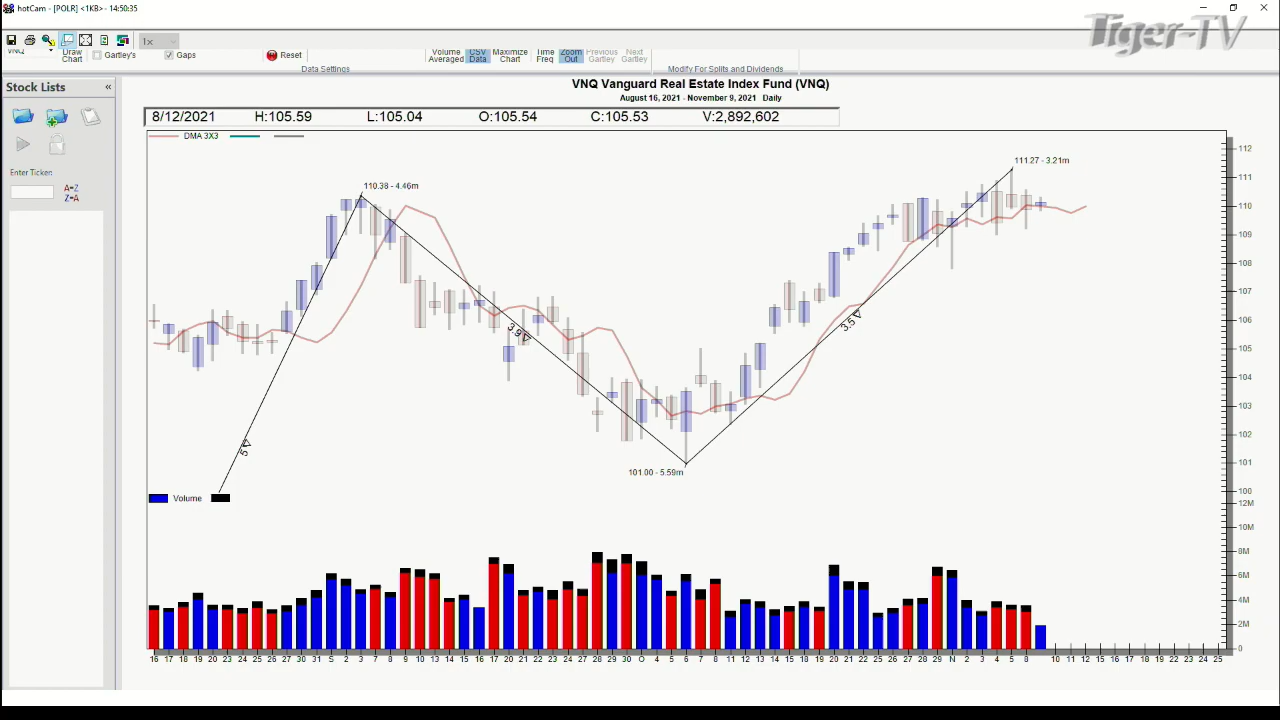 hotCam - [POLR] <1KB> - 14:50:35
Tiger-TV
1x
VNQ
Draw Chart
Gartley's
Gaps
Reset
Volume Averaged
CSV Data
Maximize Chart
Time Freq
Zoom Out
Previous Gartley
Next Gartley
Data Settings
Modify For Splits and Dividends
Stock Lists
«
Enter Ticker:
A=Z
Z=A
VNQ Vanguard Real Estate Index Fund (VNQ)
August 16, 2021 - November 9, 2021 Daily
8/12/2021 H:105.59 L:105.04 O:105.54 C:105.53 V:2,892,602
DMA 3X3
110.38 - 4.46m
111.27 - 3.21m
101.00 - 5.59m
5
3.9
3.5
112
111
110
109
108
107
106
105
104
103
102
101
100
Volume
12M
10M
8M
6M
4M
2M
0
16 17 18 19 20 23 24 25 26 27 30 31 S 2 3 7 8 9 10 13 14 15 16 17 20 21 22 23 24 27 28 29 30 O 4 5 6 7 8 11 12 13 14 15 18 19 20 21 22 25 26 27 28 29 N 2 3 4 5 8 10 11 12 15 16 17 18 19 22 23 24 25